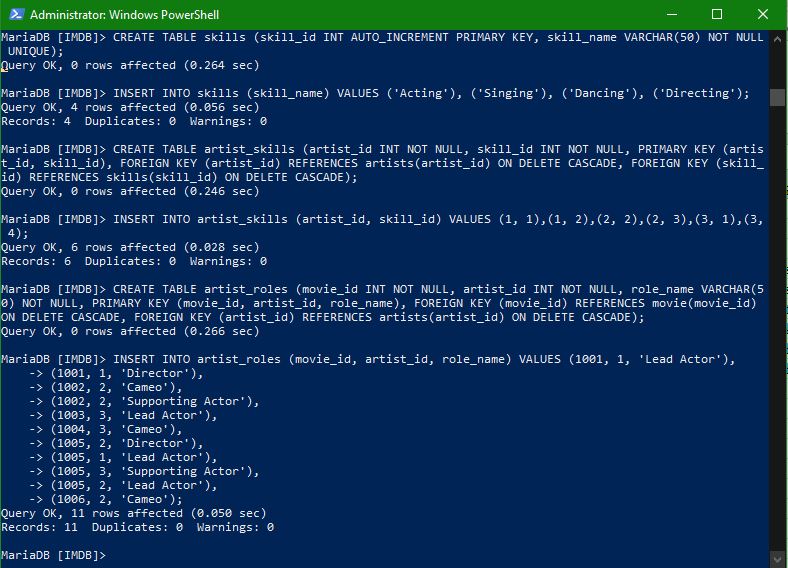 Administrator: Windows PowerShell
MariaDB [IMDB]> CREATE TABLE skills (skill_id INT AUTO_INCREMENT PRIMARY KEY, skill_name VARCHAR(50) NOT NULL
 UNIQUE);
Query OK, 0 rows affected (0.264 sec)
MariaDB [IMDB]> INSERT INTO skills (skill_name) VALUES ('Acting'), ('Singing'), ('Dancing'), ('Directing');
Query OK, 4 rows affected (0.056 sec)
Records: 4  Duplicates: 0  Warnings: 0
MariaDB [IMDB]> CREATE TABLE artist_skills (artist_id INT NOT NULL, skill_id INT NOT NULL, PRIMARY KEY (artis
t_id, skill_id), FOREIGN KEY (artist_id) REFERENCES artists(artist_id) ON DELETE CASCADE, FOREIGN KEY (skill_
id) REFERENCES skills(skill_id) ON DELETE CASCADE);
Query OK, 0 rows affected (0.246 sec)
MariaDB [IMDB]> INSERT INTO artist_skills (artist_id, skill_id) VALUES (1, 1),(1, 2),(2, 2),(2, 3),(3, 1),(3,
 4);
Query OK, 6 rows affected (0.028 sec)
Records: 6  Duplicates: 0  Warnings: 0
MariaDB [IMDB]> CREATE TABLE artist_roles (movie_id INT NOT NULL, artist_id INT NOT NULL, role_name VARCHAR(5
0) NOT NULL, PRIMARY KEY (movie_id, artist_id, role_name), FOREIGN KEY (movie_id) REFERENCES movie(movie_id)
ON DELETE CASCADE, FOREIGN KEY (artist_id) REFERENCES artists(artist_id) ON DELETE CASCADE);
Query OK, 0 rows affected (0.266 sec)
MariaDB [IMDB]> INSERT INTO artist_roles (movie_id, artist_id, role_name) VALUES (1001, 1, 'Lead Actor'),
    -> (1001, 1, 'Director'),
    -> (1002, 2, 'Cameo'),
    -> (1002, 2, 'Supporting Actor'),
    -> (1003, 3, 'Lead Actor'),
    -> (1004, 3, 'Cameo'),
    -> (1005, 2, 'Director'),
    -> (1005, 1, 'Lead Actor'),
    -> (1005, 3, 'Supporting Actor'),
    -> (1005, 2, 'Lead Actor'),
    -> (1006, 2, 'Cameo');
Query OK, 11 rows affected (0.050 sec)
Records: 11  Duplicates: 0  Warnings: 0
MariaDB [IMDB]>